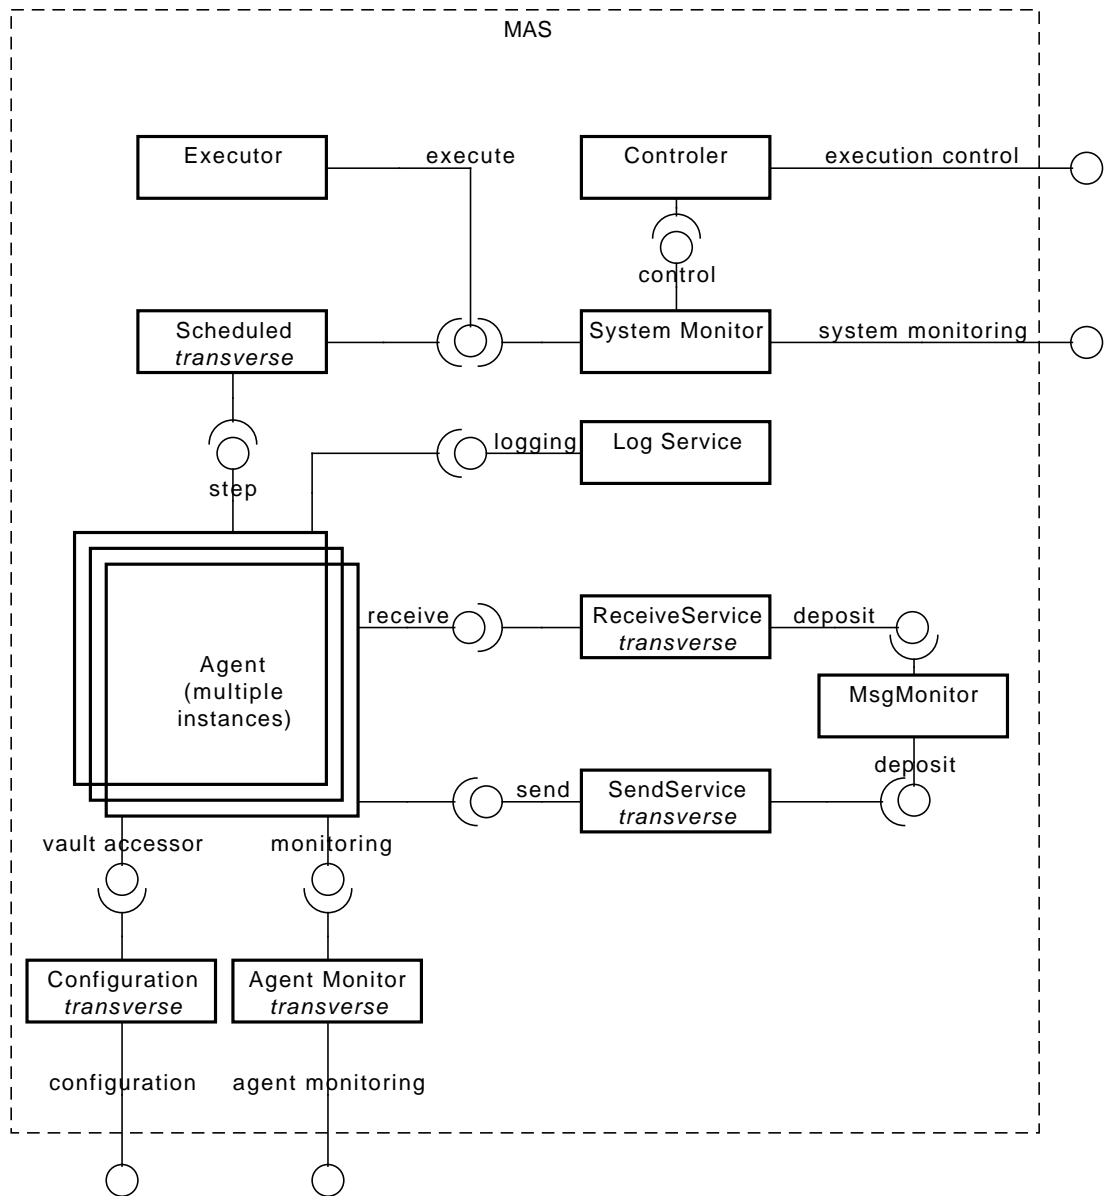 MAS
Executor
execute
Controler
execution control
control
Scheduled
transverse
System Monitor
system monitoring
logging
Log Service
step
receive
ReceiveService
transverse
deposit
Agent
(multiple
instances)
MsgMonitor
deposit
send
SendService
transverse
vault accessor
monitoring
Configuration
transverse
Agent Monitor
transverse
configuration
agent monitoring